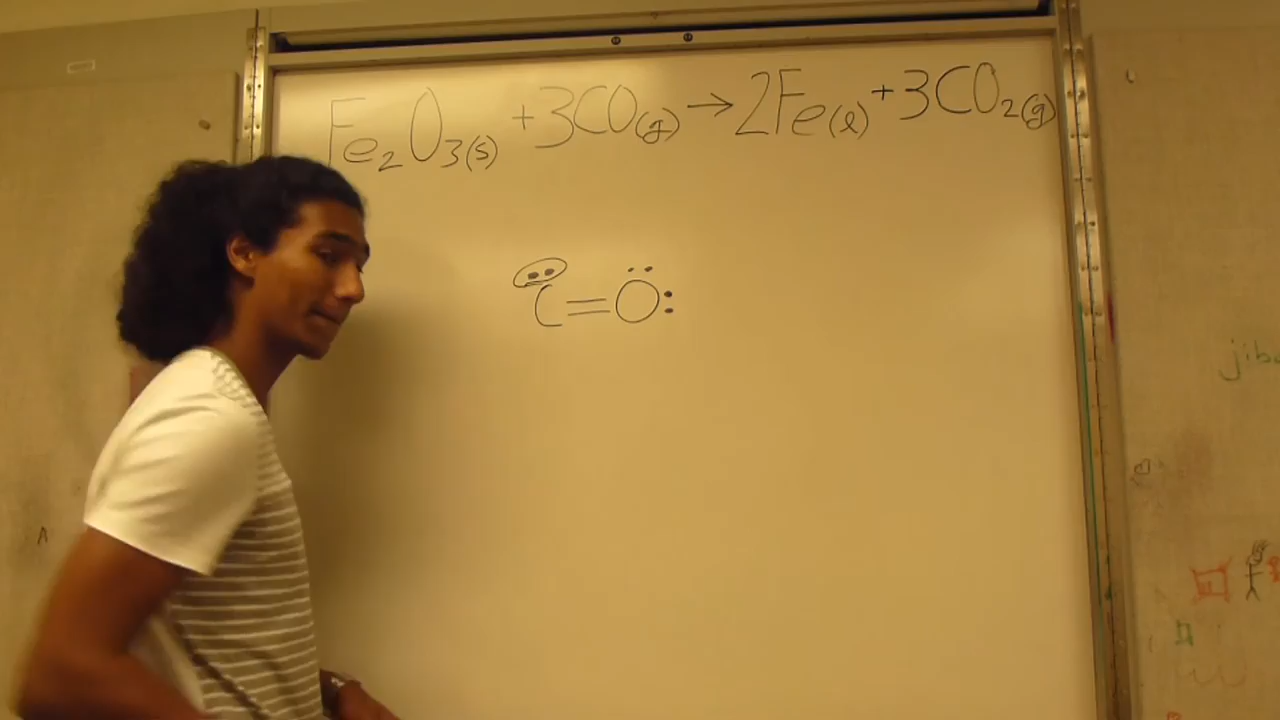 Fe₂O₃(s) + 3CO(g) → 2Fe(l) + 3CO₂(g)
C̈=Ö: